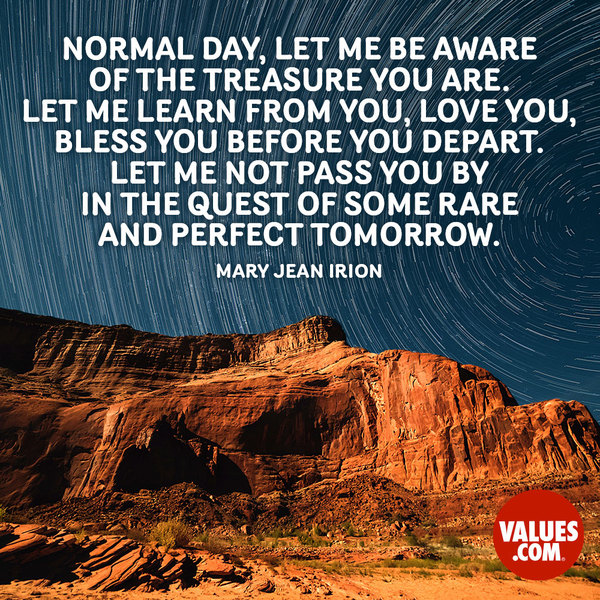 NORMAL DAY, LET ME BE AWARE
OF THE TREASURE YOU ARE.
LET ME LEARN FROM YOU, LOVE YOU,
BLESS YOU BEFORE YOU DEPART.
LET ME NOT PASS YOU BY
IN THE QUEST OF SOME RARE
AND PERFECT TOMORROW.
MARY JEAN IRION
VALUES
.COM